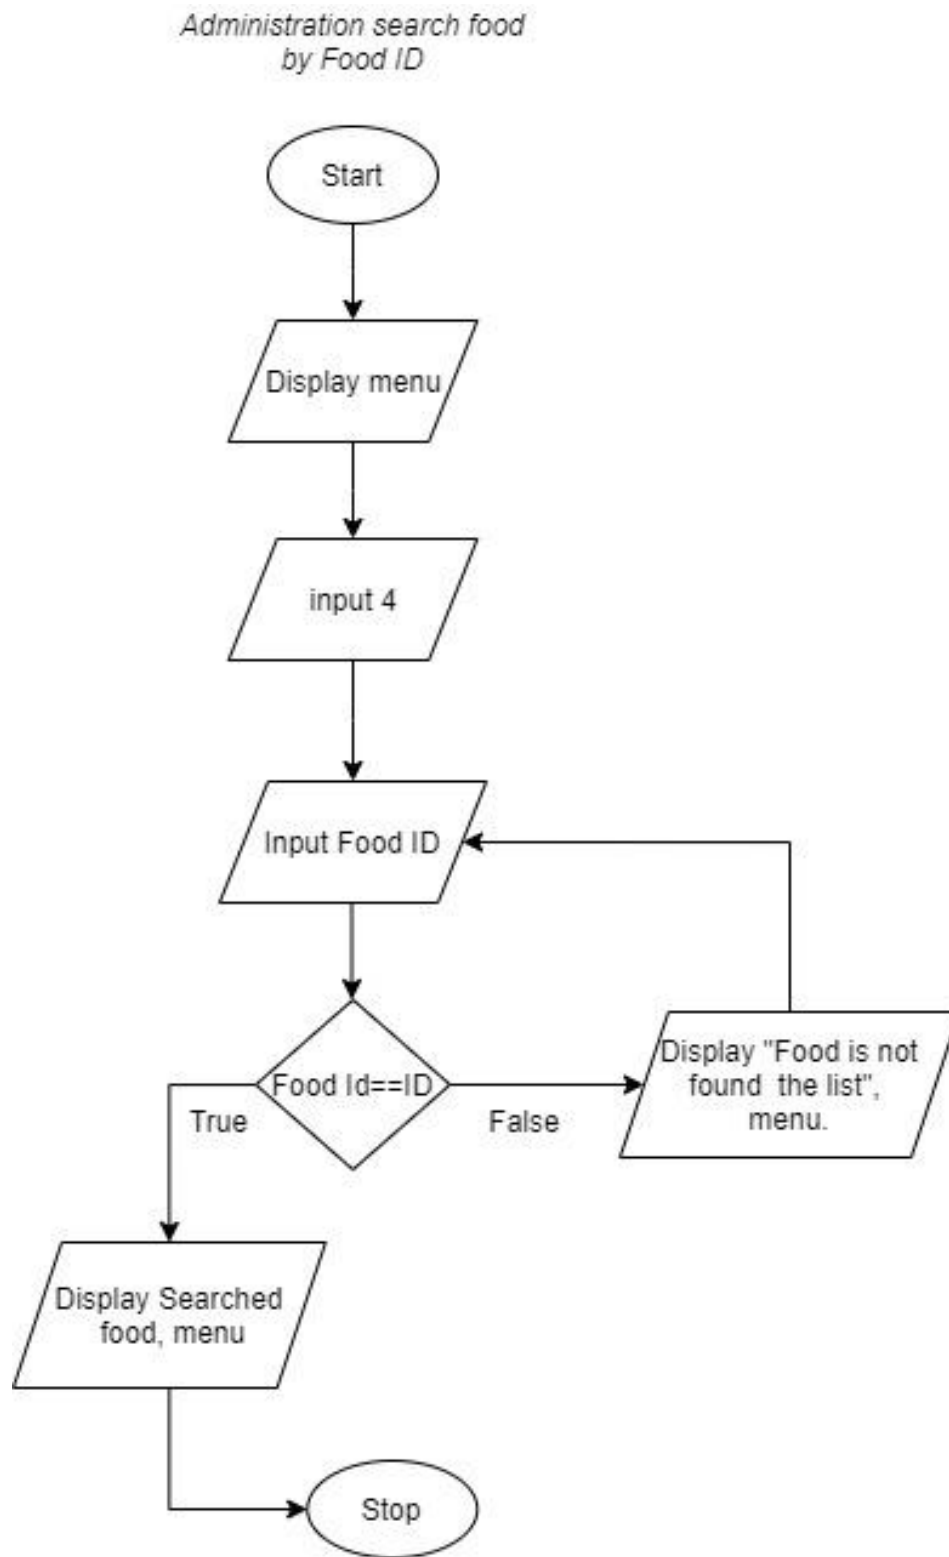 Administration search food
by Food ID
Start
Display menu
input 4
Input Food ID
Food Id==ID
True
False
Display "Food is not
found the list",
menu.
Display Searched
food, menu
Stop